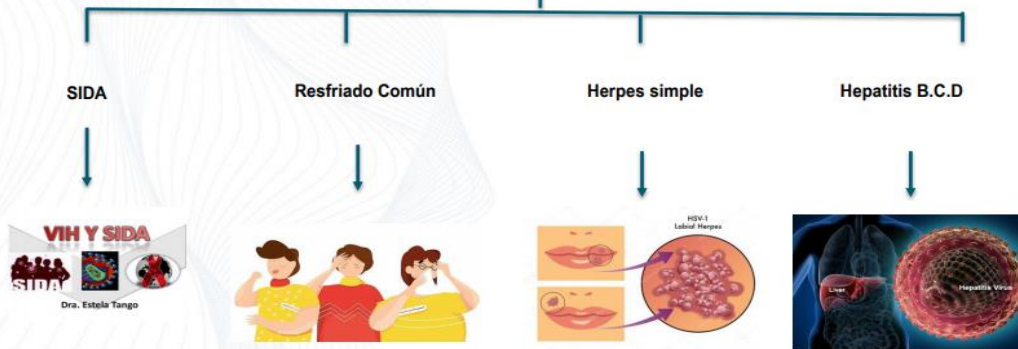 SIDA
Resfriado Común
Herpes simple
Hepatitis B.C.D
VIH Y SIDA
SIDA
Dra. Estela Tango
HSV-1
Labial Herpes
Liver
Hepatitis Virus